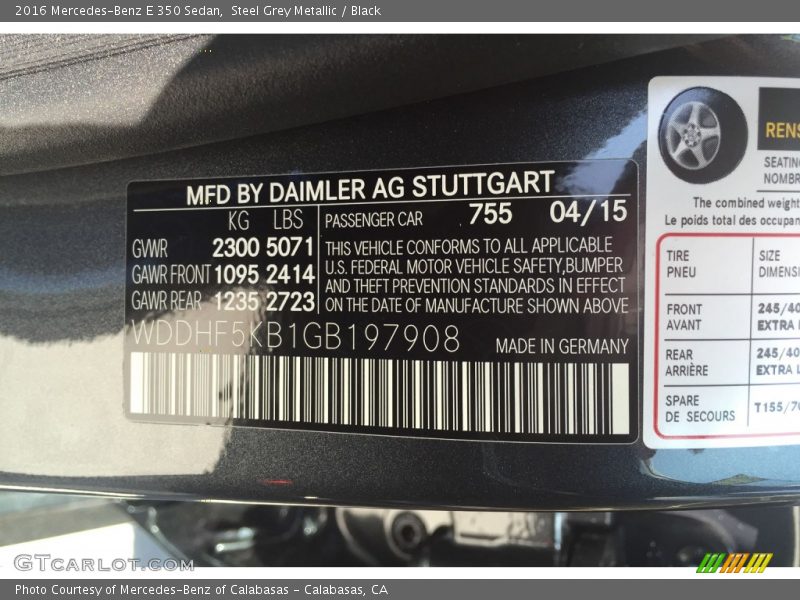 2016 Mercedes-Benz E 350 Sedan, Steel Grey Metallic / Black
MFD BY DAIMLER AG STUTTGART
KG LBS PASSENGER CAR 755 04/15
GVWR 2300 5071
GAWR FRONT 1095 2414
GAWR REAR 1235 2723
THIS VEHICLE CONFORMS TO ALL APPLICABLE
U.S. FEDERAL MOTOR VEHICLE SAFETY,BUMPER
AND THEFT PREVENTION STANDARDS IN EFFECT
ON THE DATE OF MANUFACTURE SHOWN ABOVE
WDDHF5KB1GB197908 MADE IN GERMANY
RENS
SEATING
NOMBR
The combined weight
Le poids total des occupan
TIRE
PNEU
SIZE
DIMENSI
FRONT
AVANT
245/40
EXTRA L
REAR
ARRIÈRE
245/40
EXTRA L
SPARE
DE SECOURS
T155/70
GTCARLOT.COM
Photo Courtesy of Mercedes-Benz of Calabasas - Calabasas, CA